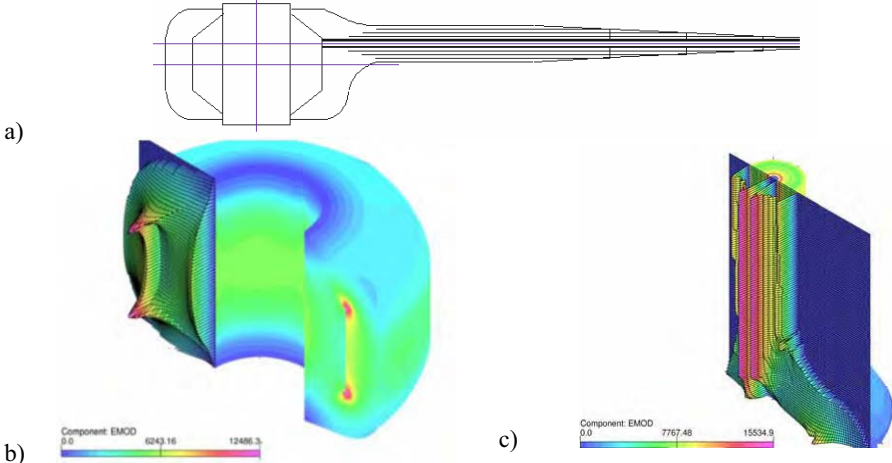 a)
Component: EMOD
0.0 6243.16 12486.3
b)
c)
Component: EMOD
0.0 7767.48 15534.9